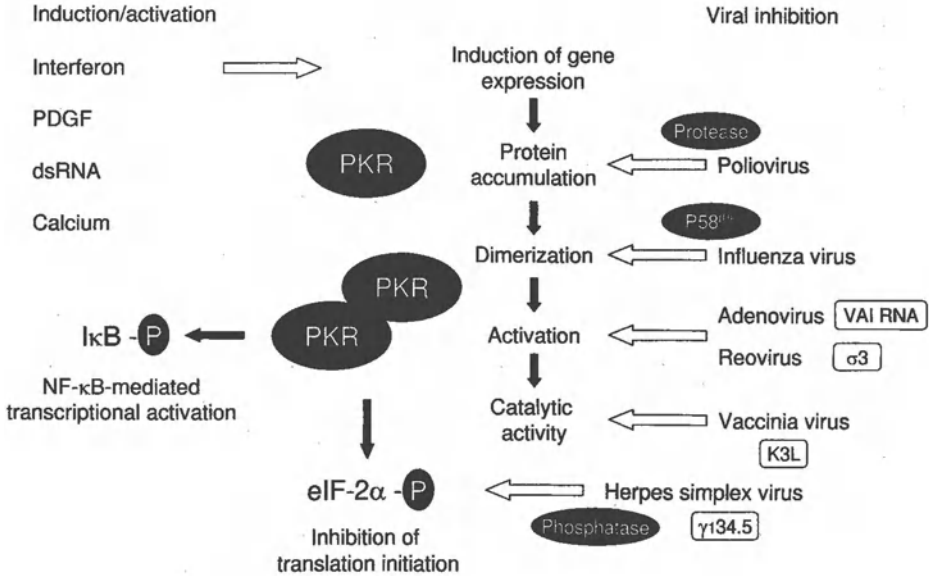 Induction/activation
Viral inhibition
Interferon
PDGF
dsRNA
Calcium
PKR
PKR
PKR
IκB - P
NF-κB-mediated
transcriptional activation
eIF-2α - P
Inhibition of
translation initiation
Induction of gene
expression
Protein
accumulation
Dimerization
Activation
Catalytic
activity
Protease
Poliovirus
P58
Influenza virus
Adenovirus VAI RNA
Reovirus σ3
Vaccinia virus
K3L
Herpes simplex virus
Phosphatase γ134.5